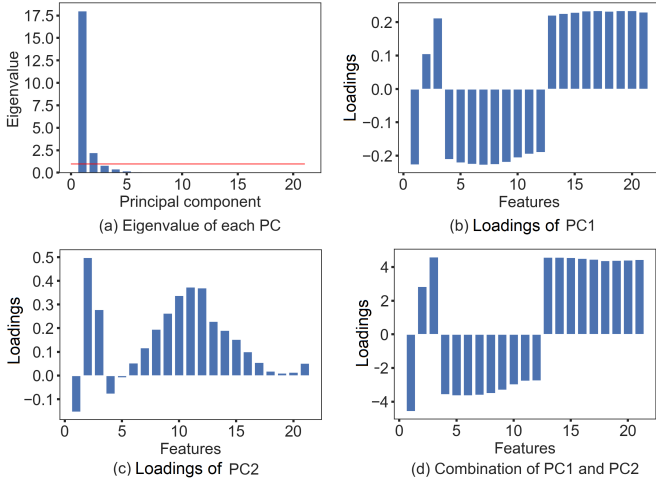 17.5
15.0
12.5
10.0
7.5
5.0
2.5
0.0
Eigenvalue
0 5 10 15 20
Principal component
(a) Eigenvalue of each PC
0.2
0.1
0.0
−0.1
−0.2
Loadings
0 5 10 15 20
Features
(b) Loadings of PC1
0.5
0.4
0.3
0.2
0.1
0.0
−0.1
Loadings
0 5 10 15 20
Features
(c) Loadings of PC2
4
2
0
−2
−4
Loadings
0 5 10 15 20
Features
(d) Combination of PC1 and PC2